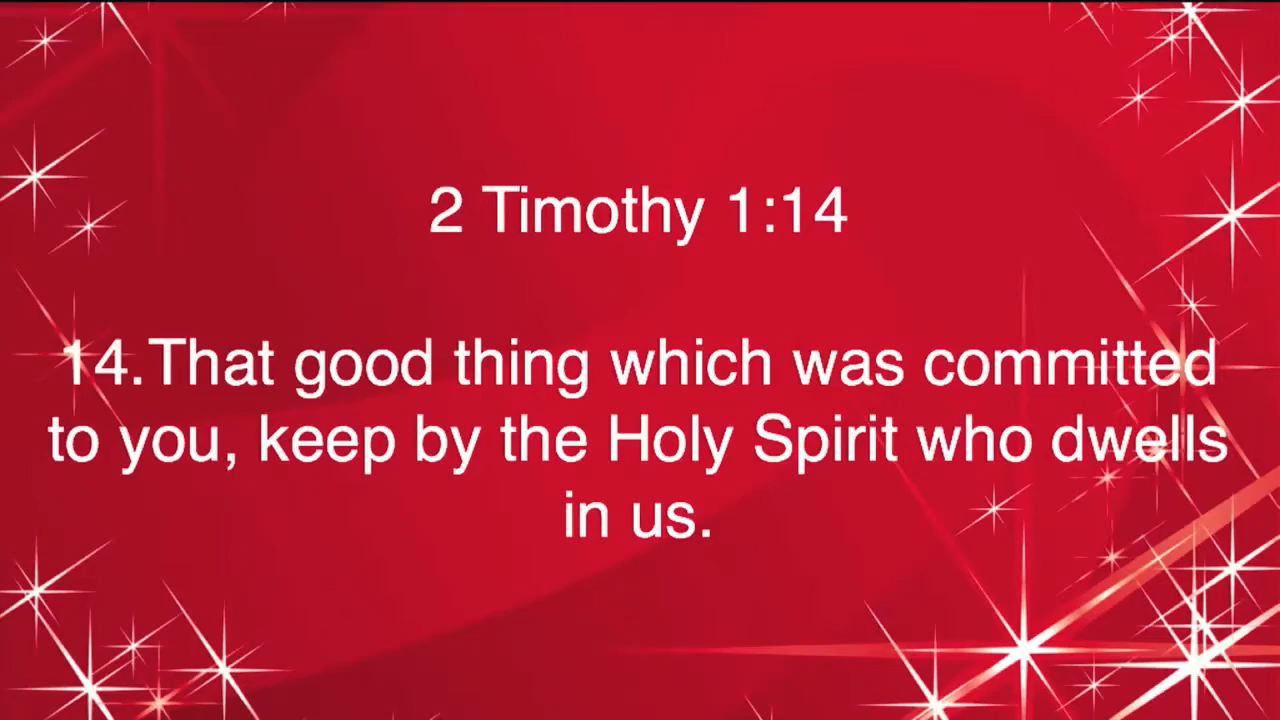 2 Timothy 1:14
14.That good thing which was committed
to you, keep by the Holy Spirit who dwells
in us.